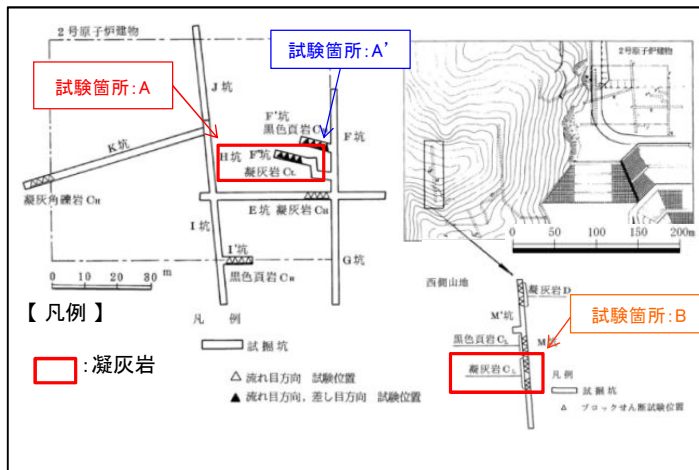 2号原子炉建物
試験箇所:A
試験箇所:A'
J坑
K坑
F'坑
黒色頁岩C
F坑
H坑
F''坑
凝灰岩CL
凝灰角礫岩CH
E坑 凝灰岩CH
I坑
I'坑
黒色頁岩CM
G坑
0 10 20 30 m
【 凡例 】
:凝灰岩
凡 例
試掘坑
△ 流れ目方向 試験位置
▲ 流れ目方向,差し目方向 試験位置
2号原子炉建物
0 50 100 150 200m
西側山地
凝灰岩D
M'坑
黒色頁岩CL
凝灰岩CL
試験箇所:B
凡 例
試掘坑
△ ブロックせん断試験位置